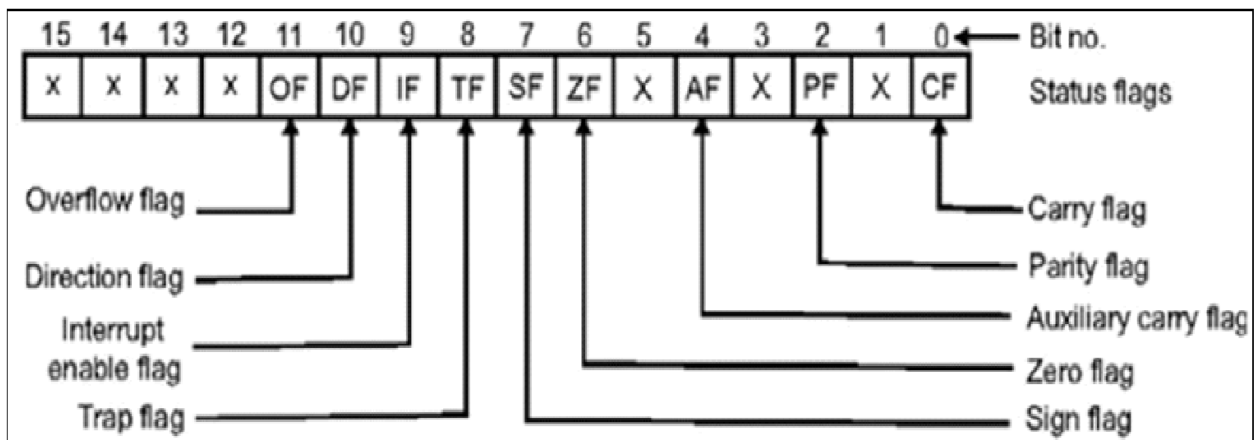 15 14 13 12 11 10 9 8 7 6 5 4 3 2 1 0 Bit no.
X X X X OF DF IF TF SF ZF X AF X PF X CF Status flags
Overflow flag
Carry flag
Direction flag
Parity flag
Interrupt
enable flag
Auxiliary carry flag
Zero flag
Trap flag
Sign flag